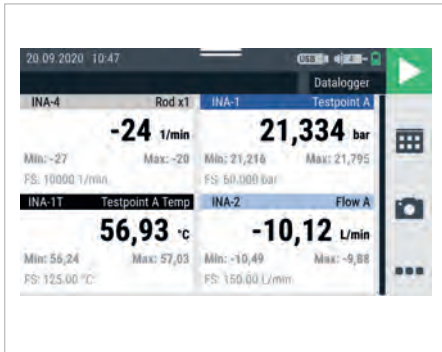 20.09.2020 10:47 USB
Datalogger
INA-4 Rod x1
-24 1/min
Min: -27 Max: -20
FS: 10000 1/min
INA-1 Testpoint A
21,334 bar
Min: 21,216 Max: 21,795
FS: 60.000 bar
INA-1T Testpoint A Temp
56,93 °C
Min: 56,24 Max: 57,03
FS: 125.00 °C
INA-2 Flow A
-10,12 L/min
Min: -10,49 Max: -9,88
FS: 150.00 L/min